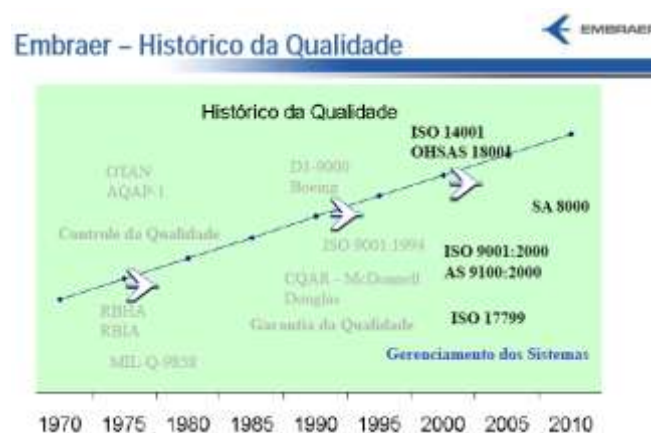 Embraer – Histórico da Qualidade
EMBRAER
Histórico da Qualidade
ISO 14001
OHSAS 18001
OTAN
AQAP-1
D1-9000
Boeing
SA 8000
Controle da Qualidade
ISO 9001:1994
ISO 9001:2000
AS 9100:2000
CQAR - McDonnell
Douglas
RBHA
RBIA
Garantia da Qualidade
ISO 17799
MIL-Q-9858
Gerenciamento dos Sistemas
1970 1975 1980 1985 1990 1995 2000 2005 2010